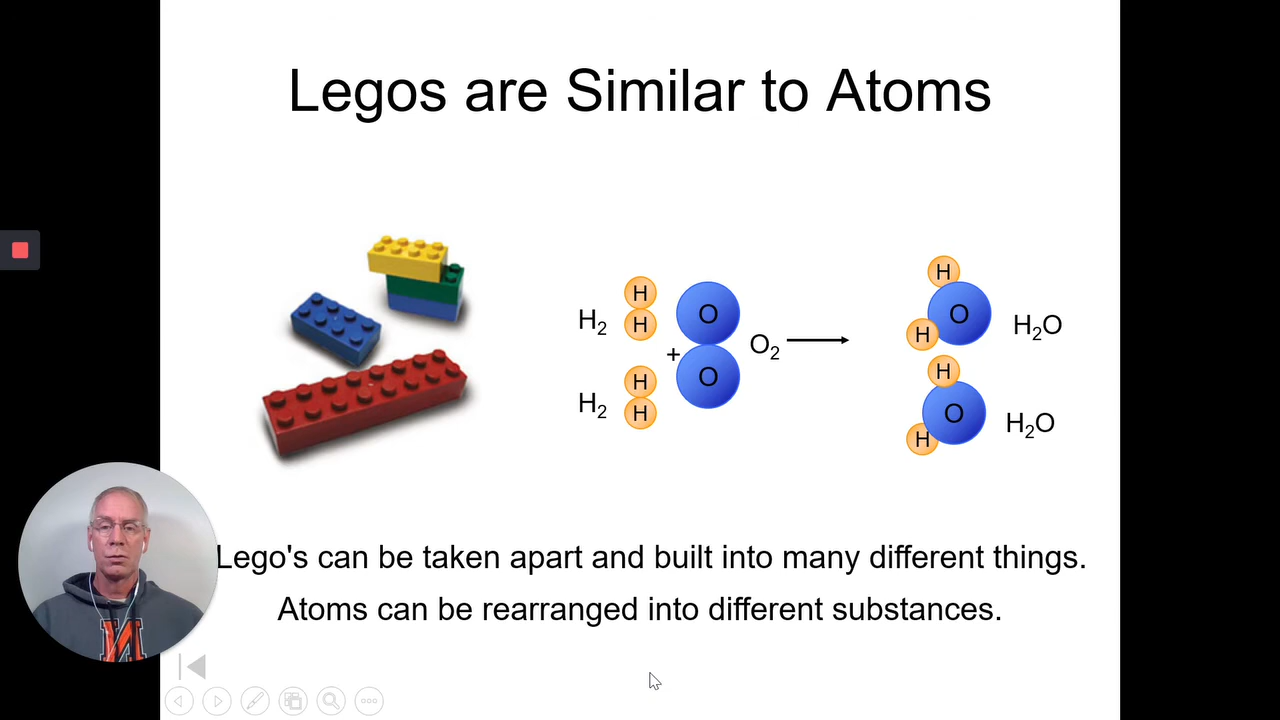 Legos are Similar to Atoms
H
H
H₂
+
H
H
H₂
O
O
O₂
H
O
H
H₂O
H
O
H
H₂O
Lego's can be taken apart and built into many different things.
Atoms can be rearranged into different substances.
N